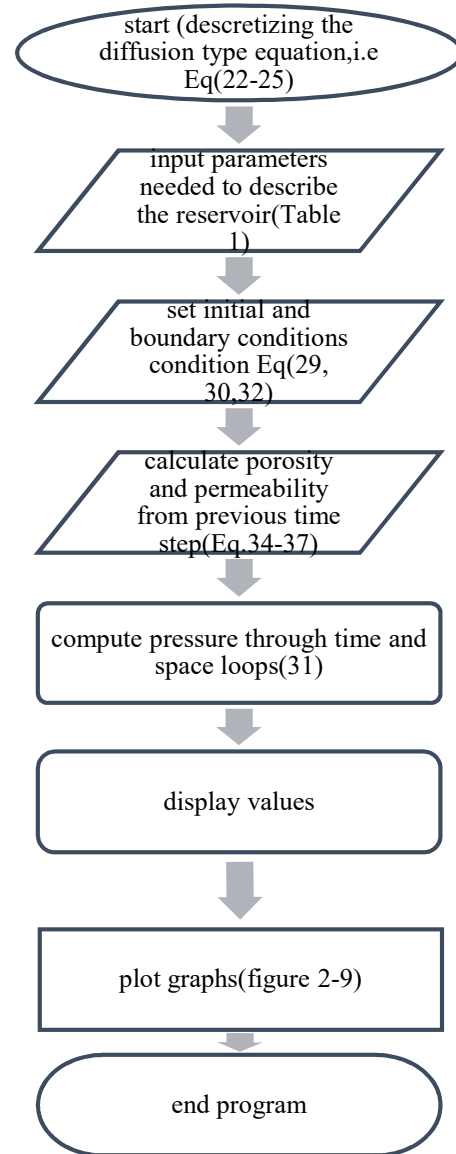 start (descretizing the
diffusion type equation,i.e
Eq(22-25)
input parameters
needed to describe
the reservoir(Table
1)
set initial and
boundary conditions
condition Eq(29,
30,32)
calculate porosity
and permeability
from previous time
step(Eq.34-37)
compute pressure through time and
space loops(31)
display values
plot graphs(figure 2-9)
end program